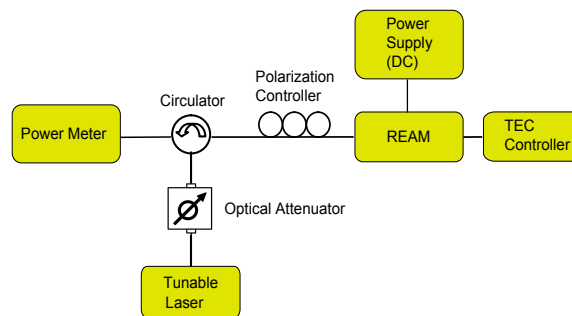 Power
Supply
(DC)
Polarization
Controller
Circulator
Power Meter
REAM
TEC
Controller
Optical Attenuator
Tunable
Laser